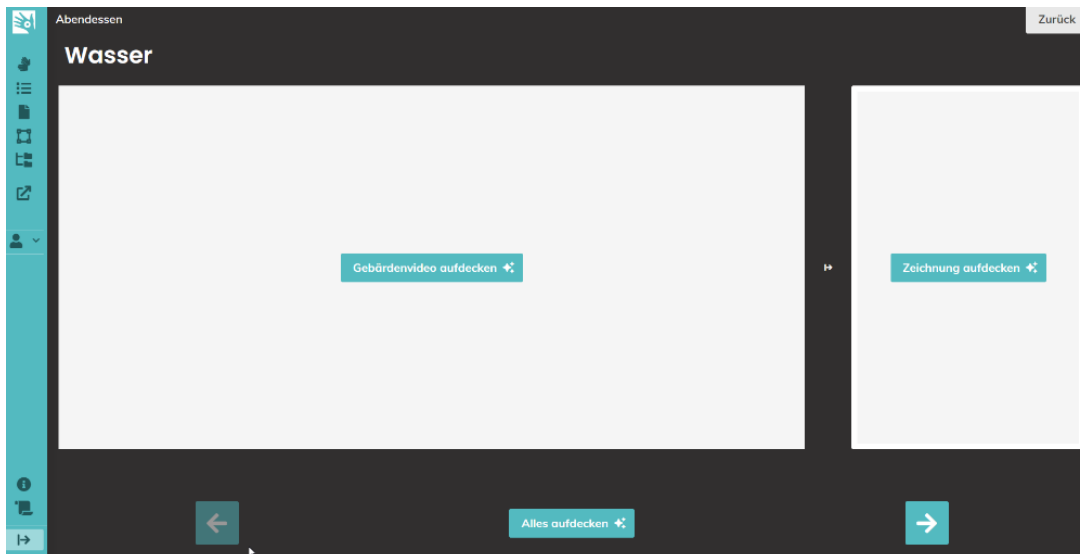 Abendessen
Zurück
Wasser
Gebärdenvideo aufdecken
Zeichnung aufdecken
Alles aufdecken